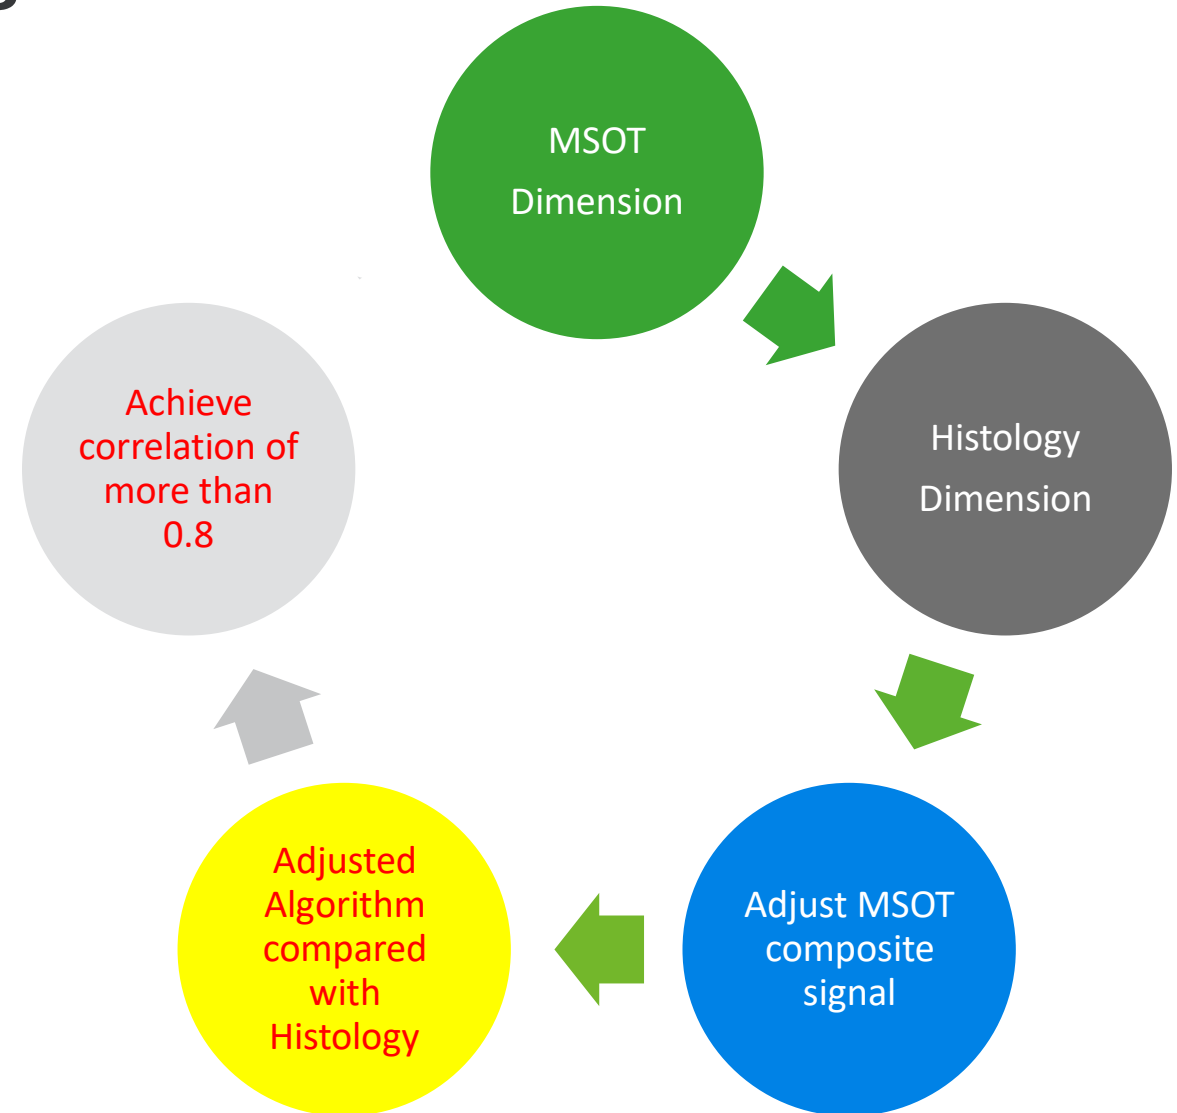 MSOT
Dimension
Histology
Dimension
Adjust MSOT
composite
signal
Adjusted
Algorithm
compared
with
Histology
Achieve
correlation of
more than
0.8